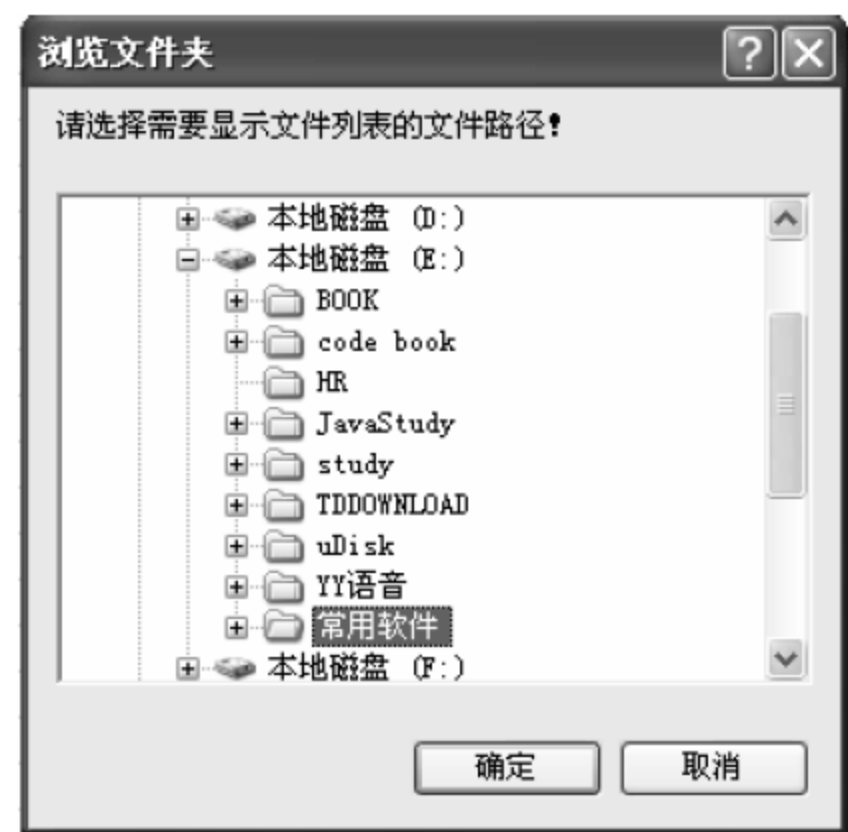 浏览文件夹
请选择需要显示文件列表的文件路径！
本地磁盘 (D:)
本地磁盘 (E:)
BOOK
code book
HR
JavaStudy
study
TDDOWNLOAD
uDisk
YY语音
常用软件
本地磁盘 (F:)
确定 取消